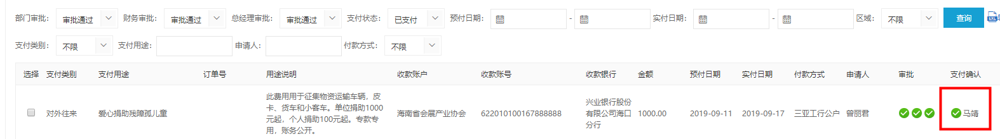 部门审批： 审批通过 财务审批： 审批通过 总经理审批： 审批通过 支付状态： 已支付 预付日期： - 实付日期： - 区域： 不限 查询
支付类别： 不限 支付用途： 申请人： 付款方式： 不限
选择 支付类别 支付用途 订单号 用途说明 收款账户 收款账号 收款银行 金额 预付日期 实付日期 付款方式 申请人 审批 支付确认
对外往来 爱心捐助残障孤儿童
此费用用于征集物资运输车辆，皮
卡、货车和小客车。单位捐助1000
元起，个人捐助100元起。专款专
用，账务公开。
海南省会展产业协会 622010100167888888
兴业银行股份
有限公司海口
分行
1000.00 2019-09-11 2019-09-17 三亚工行公户 曾丽君 马靖